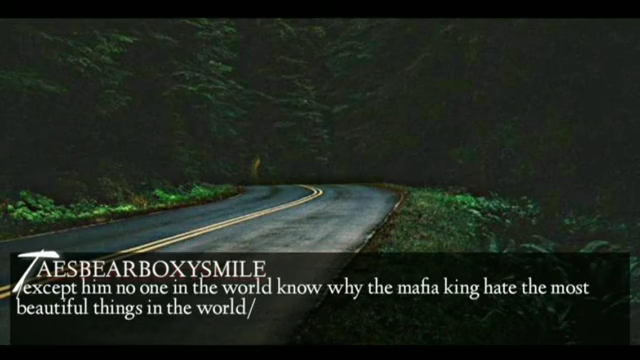 TAESBEARBOXYSMILE
/except him no one in the world know why the mafia king hate the most
beautiful things in the world/